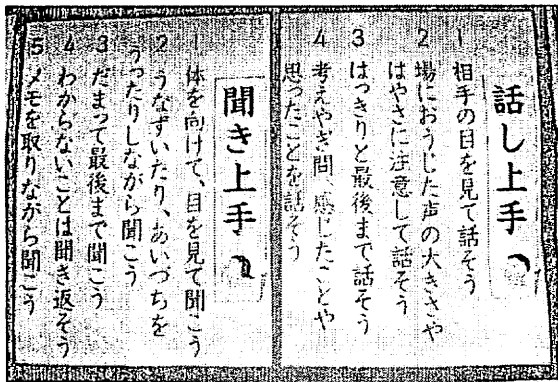 話し上手
1 相手の目を見て話そう
2 場におうじた声の大きさや
はやさに注意して話そう
3 はっきりと最後まで話そう
4 考えやぎ問、感じたことや
思ったことを話そう
聞き上手
1 体を向けて、目を見て聞こう
2 うなずいたり、あいづちを
うったりしながら聞こう
3 だまって最後まで聞こう
4 わからないことは聞き返そう
5 メモを取りながら聞こう